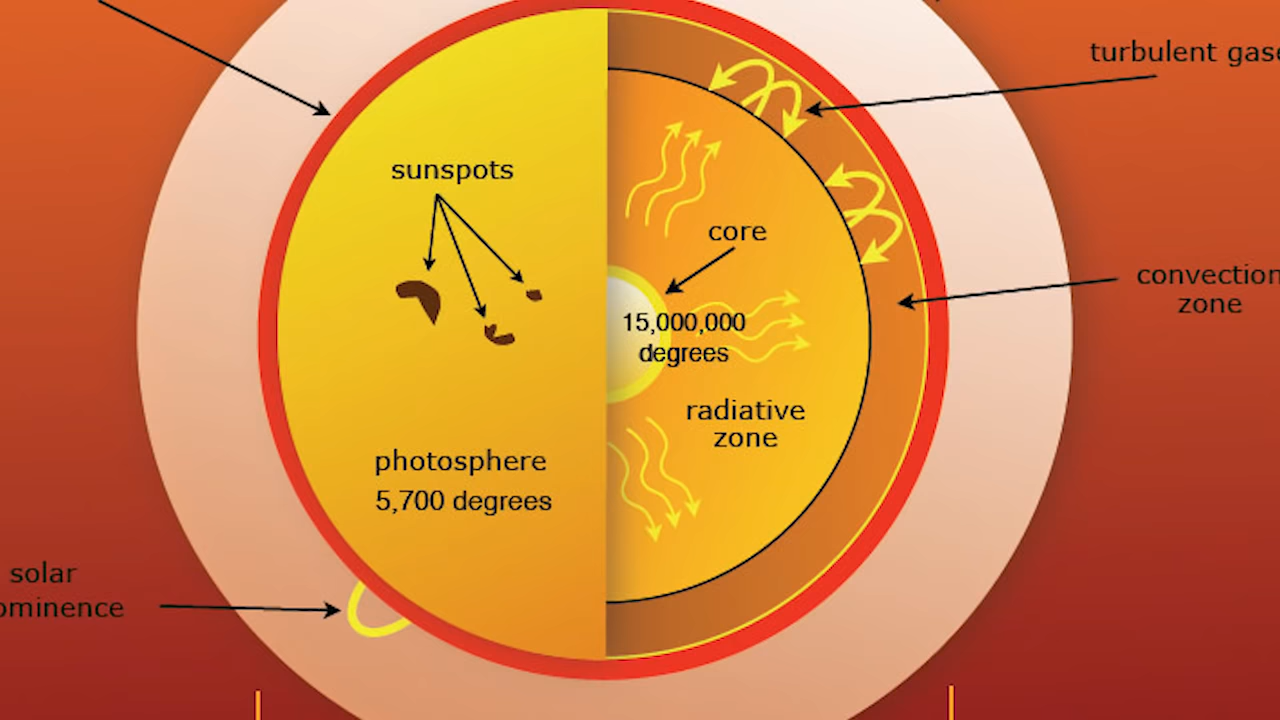 turbulent gase
sunspots
core
convection
zone
15,000,000
degrees
radiative
zone
photosphere
5,700 degrees
solar
ominence